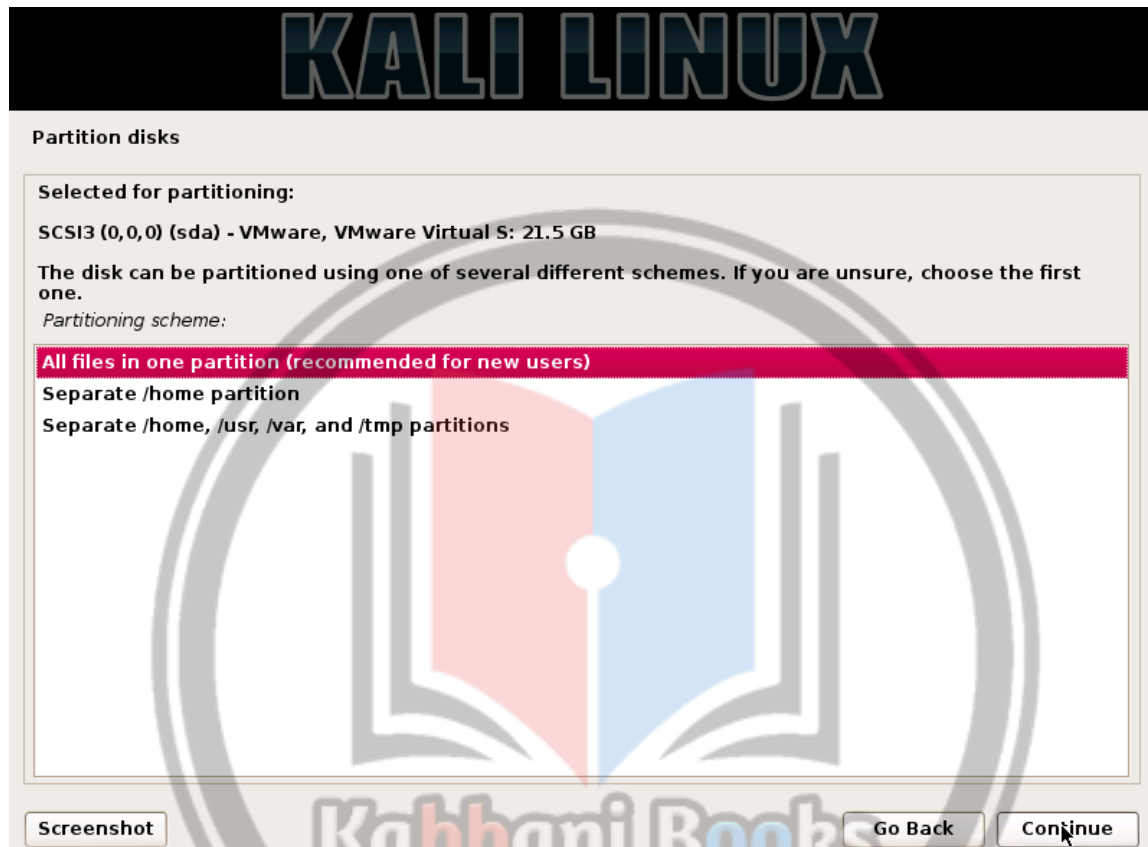 KALI LINUX
Partition disks
Selected for partitioning:
SCSI3 (0,0,0) (sda) - VMware, VMware Virtual S: 21.5 GB
The disk can be partitioned using one of several different schemes. If you are unsure, choose the first
one.
Partitioning scheme:
All files in one partition (recommended for new users)
Separate /home partition
Separate /home, /usr, /var, and /tmp partitions
Kabbani Books
Screenshot
Go Back
Continue